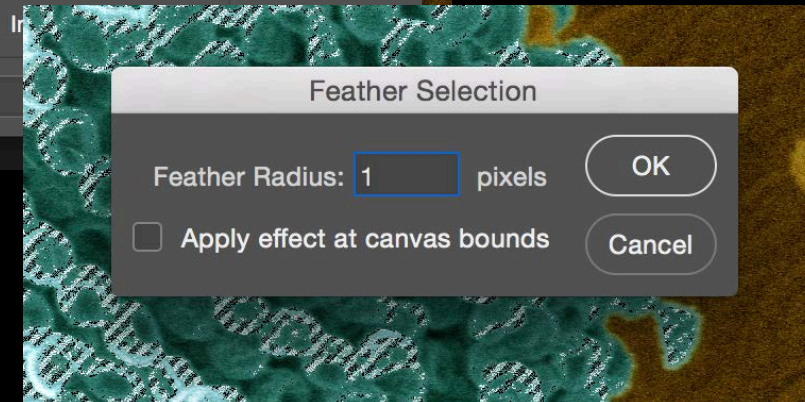 Feather Selection
Feather Radius: 1 pixels
OK
Apply effect at canvas bounds
Cancel